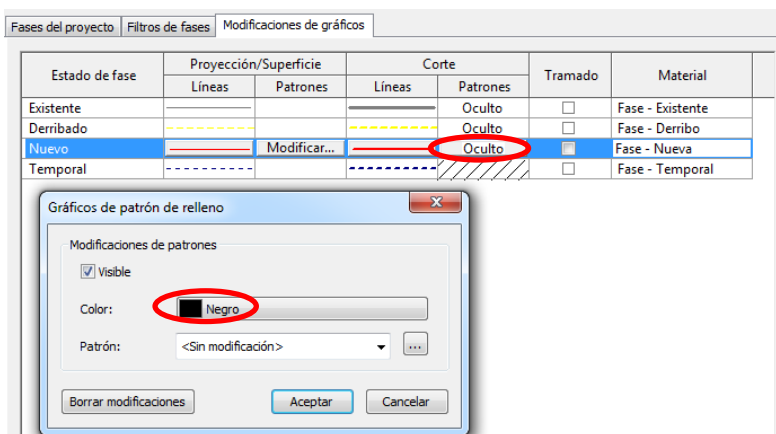 Fases del proyecto Filtros de fases Modificaciones de gráficos
Estado de fase Proyección/Superficie Corte Tramado Material
Líneas Patrones Líneas Patrones
Existente Oculto Fase - Existente
Derribado Oculto Fase - Derribo
Nuevo Modificar... Oculto Fase - Nueva
Temporal Fase - Temporal
Gráficos de patrón de relleno
Modificaciones de patrones
Visible
Color: Negro
Patrón: <Sin modificación> ...
Borrar modificaciones Aceptar Cancelar